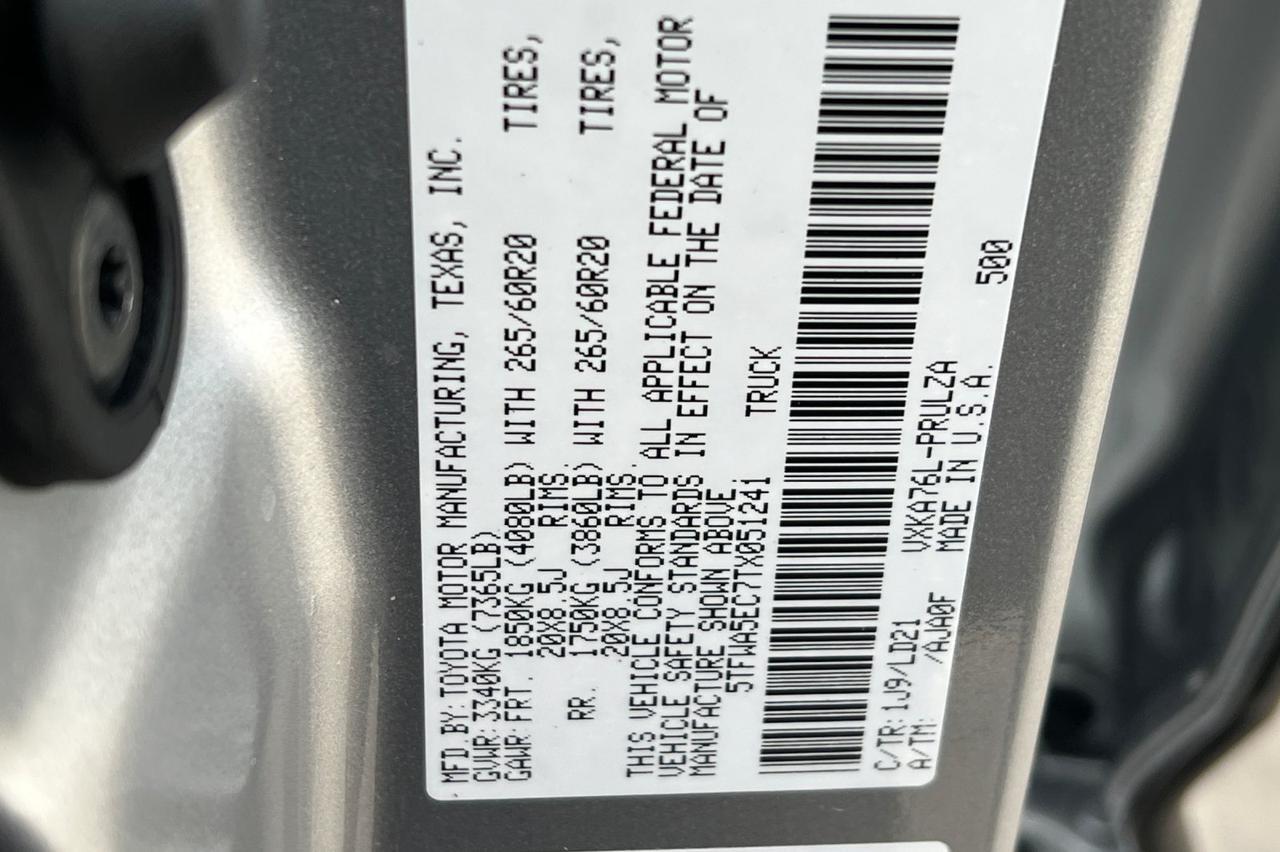 MFD.BY:TOYOTA MOTOR MANUFACTURING, TEXAS, INC.
GVWR:3340KG (7365LB)
GAWR FRT. 1850KG (4080LB) WITH 265/60R20 TIRES,
20X8.5J RIMS.
RR. 1750KG (3860LB) WITH 265/60R20 TIRES,
20X8.5J RIMS.
THIS VEHICLE CONFORMS TO ALL APPLICABLE FEDERAL MOTOR
VEHICLE SAFETY STANDARDS IN EFFECT ON THE DATE OF
MANUFACTURE SHOWN ABOVE.
5TFWA5EC7TX051241 TRUCK
C/TR:1J9/LD21 VXKA76L-PRULZA 500
A/TM: /AJA0F MADE IN U.S.A.